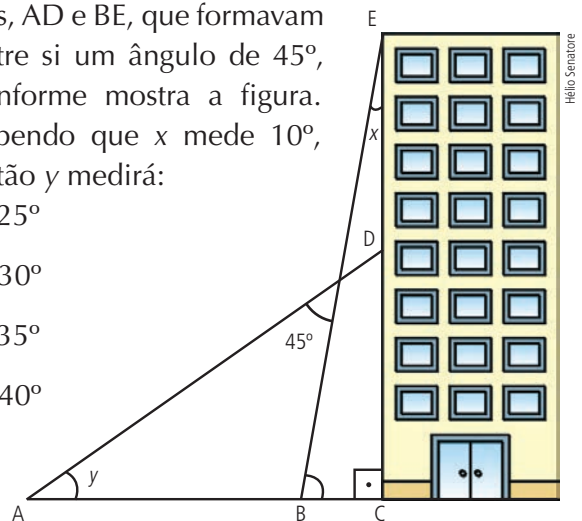 s, AD e BE, que formavam
tre si um ângulo de 45º,
nforme mostra a figura.
bendo que x mede 10º,
tão y medirá:
25º
30º
35º
40º
E
x
D
45º
y
A
B
C
Hélio Senatore